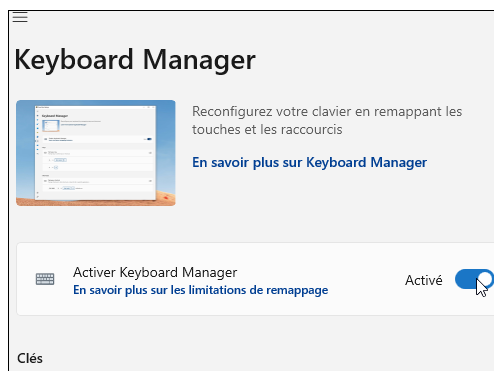 Keyboard Manager
Reconfigurez votre clavier en remappant les
touches et les raccourcis
En savoir plus sur Keyboard Manager
Activer Keyboard Manager
En savoir plus sur les limitations de remappage
Activé
Clés